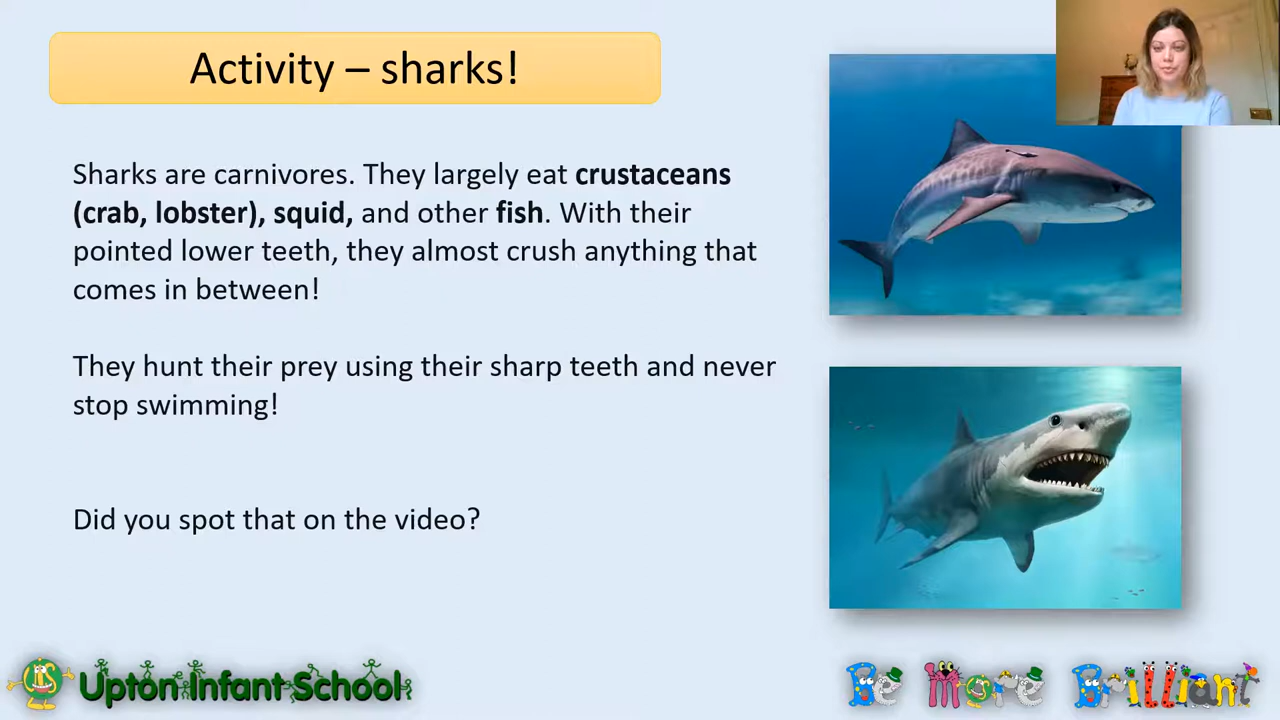 Activity – sharks!
Sharks are carnivores. They largely eat crustaceans
(crab, lobster), squid, and other fish. With their
pointed lower teeth, they almost crush anything that
comes in between!
They hunt their prey using their sharp teeth and never
stop swimming!
Did you spot that on the video?
Upton Infant School
Be More Brilliant